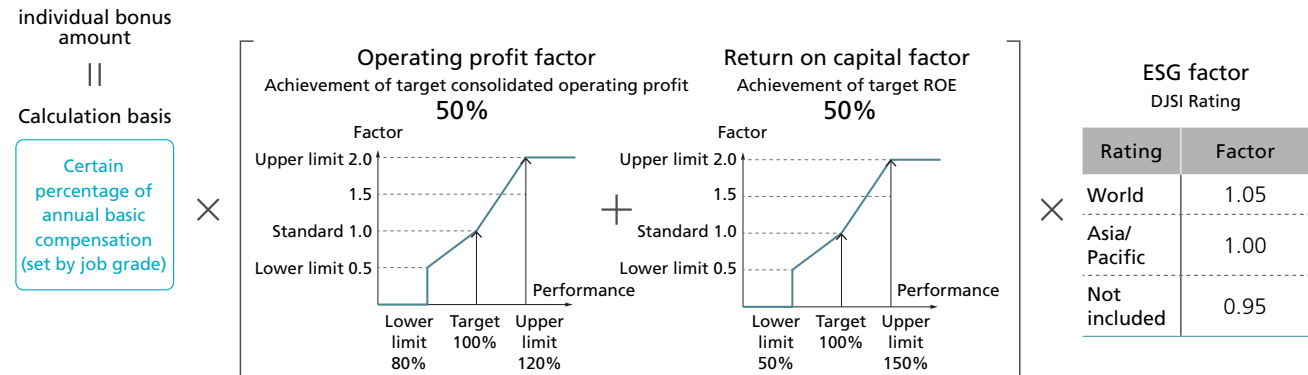 individual bonus
amount
||
Calculation basis
Certain
percentage of
annual basic
compensation
(set by job grade)
×
Operating profit factor
Achievement of target consolidated operating profit
50%
Factor
Upper limit 2.0
1.5
Standard 1.0
Lower limit 0.5
Performance
Lower
limit
80%
Target
100%
Upper
limit
120%
+
Return on capital factor
Achievement of target ROE
50%
Factor
Upper limit 2.0
1.5
Standard 1.0
Lower limit 0.5
Performance
Lower
limit
50%
Target
100%
Upper
limit
150%
×
ESG factor
DJSI Rating
Rating Factor
World 1.05
Asia/
Pacific 1.00
Not
included 0.95